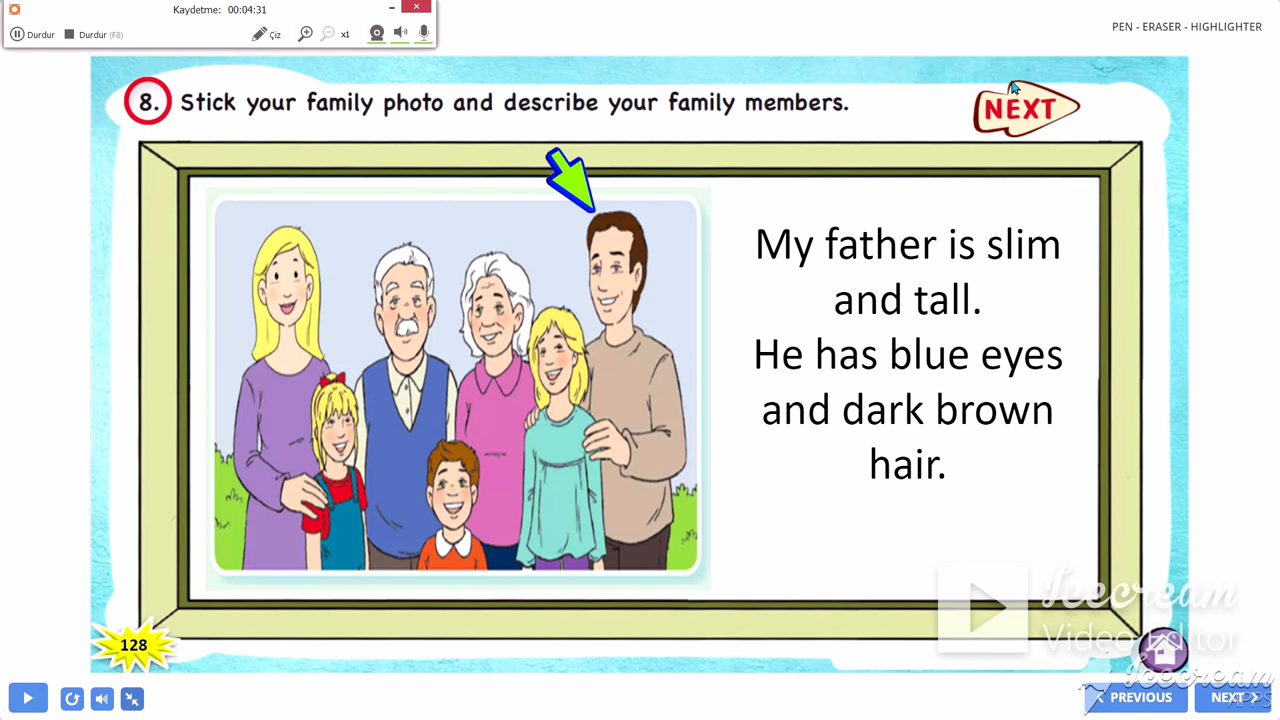 Kaydetme: 00:04:31
Durdur
Durdur (F8)
Çiz
x1
PEN - ERASER - HIGHLIGHTER
8. Stick your family photo and describe your family members.
NEXT
My father is slim
and tall.
He has blue eyes
and dark brown
hair.
128
Icecream
Video Editor
Icecream
APPS
PREVIOUS
NEXT